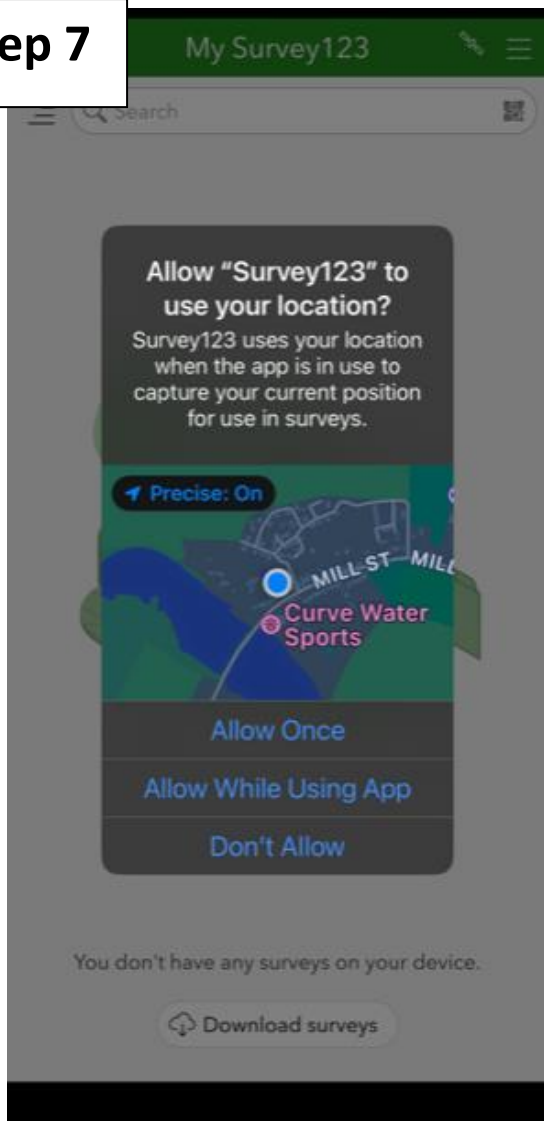 ep 7
My Survey123
Search
Allow “Survey123” to
use your location?
Survey123 uses your location
when the app is in use to
capture your current position
for use in surveys.
Precise: On
MILL ST MILL
Curve Water
Sports
Allow Once
Allow While Using App
Don't Allow
You don't have any surveys on your device.
Download surveys